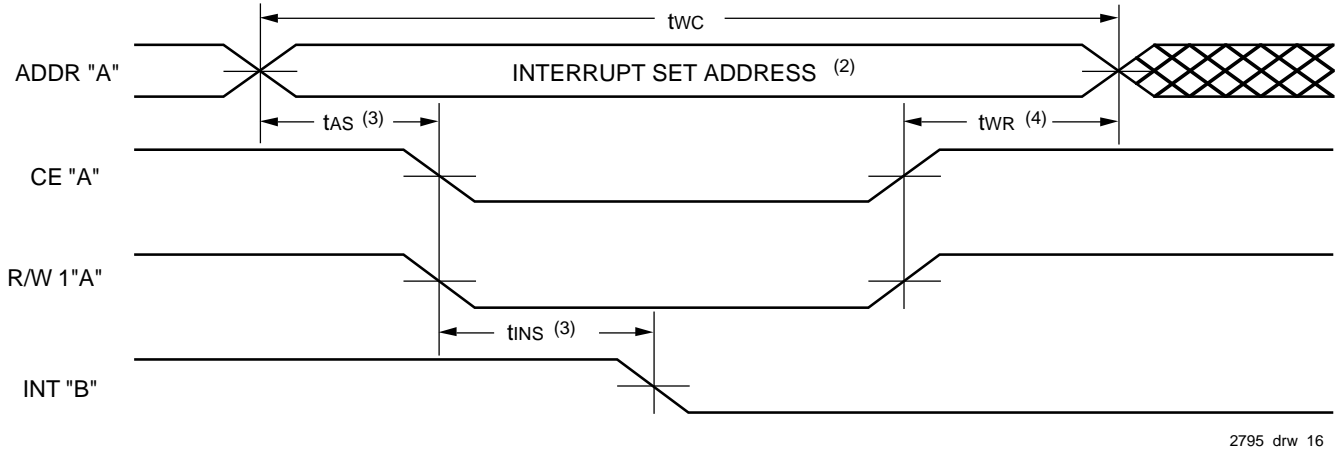 tWC
ADDR "A"
INTERRUPT SET ADDRESS (2)
tAS (3)
tWR (4)
CE "A"
R/W 1"A"
tINS (3)
INT "B"
2795 drw 16